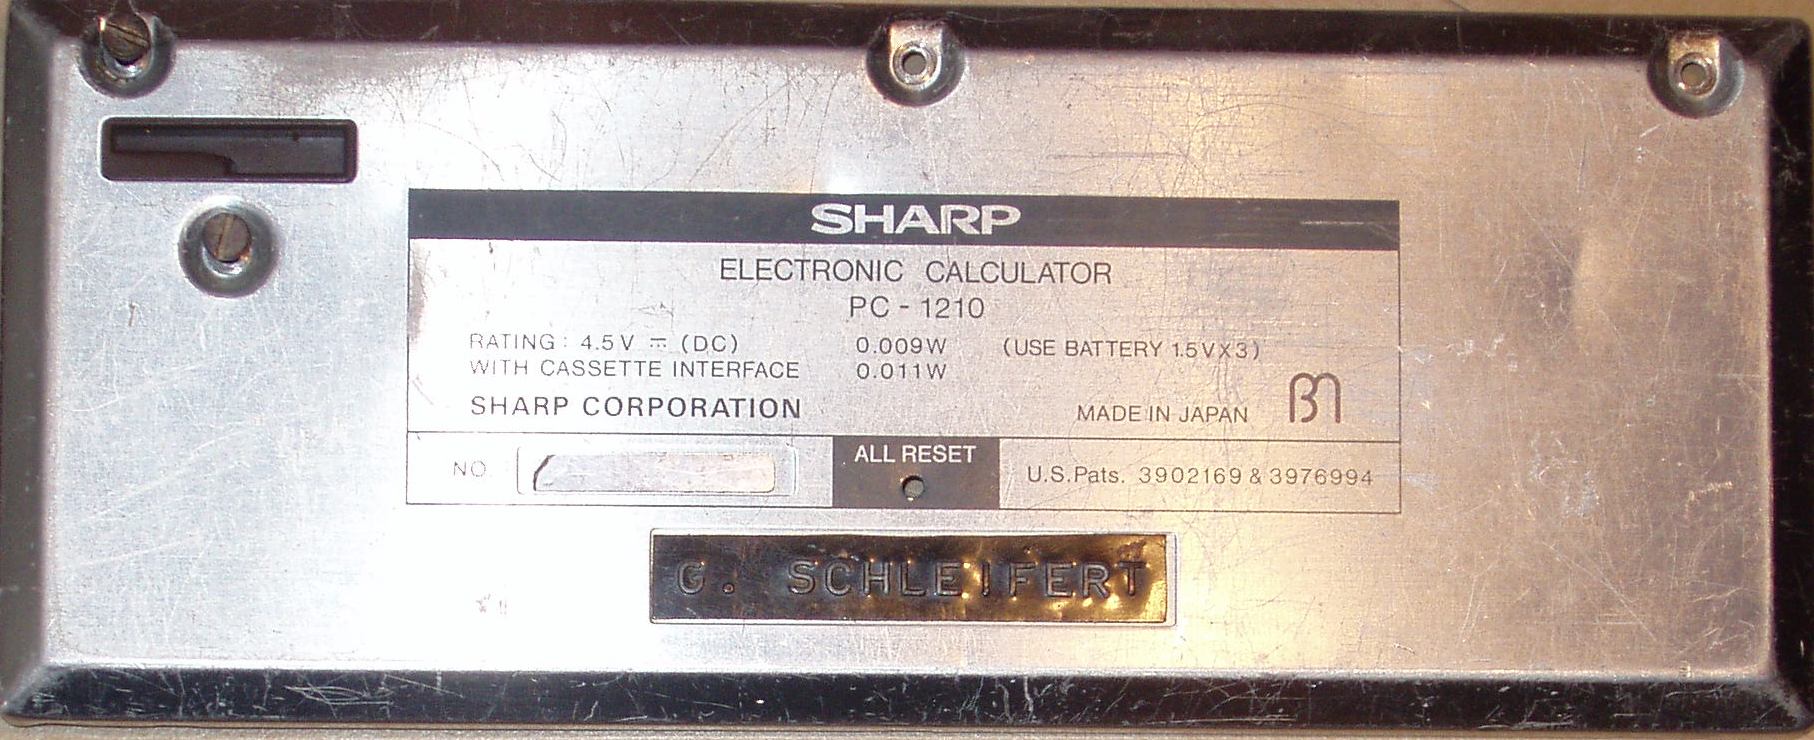 SHARP
ELECTRONIC CALCULATOR
PC - 1210
RATING : 4.5V ⎓ (DC) 0.009W (USE BATTERY 1.5VX3)
WITH CASSETTE INTERFACE 0.011W
SHARP CORPORATION MADE IN JAPAN
NO. ALL RESET U.S.Pats. 3902169 & 3976994
G. SCHLEIFERT